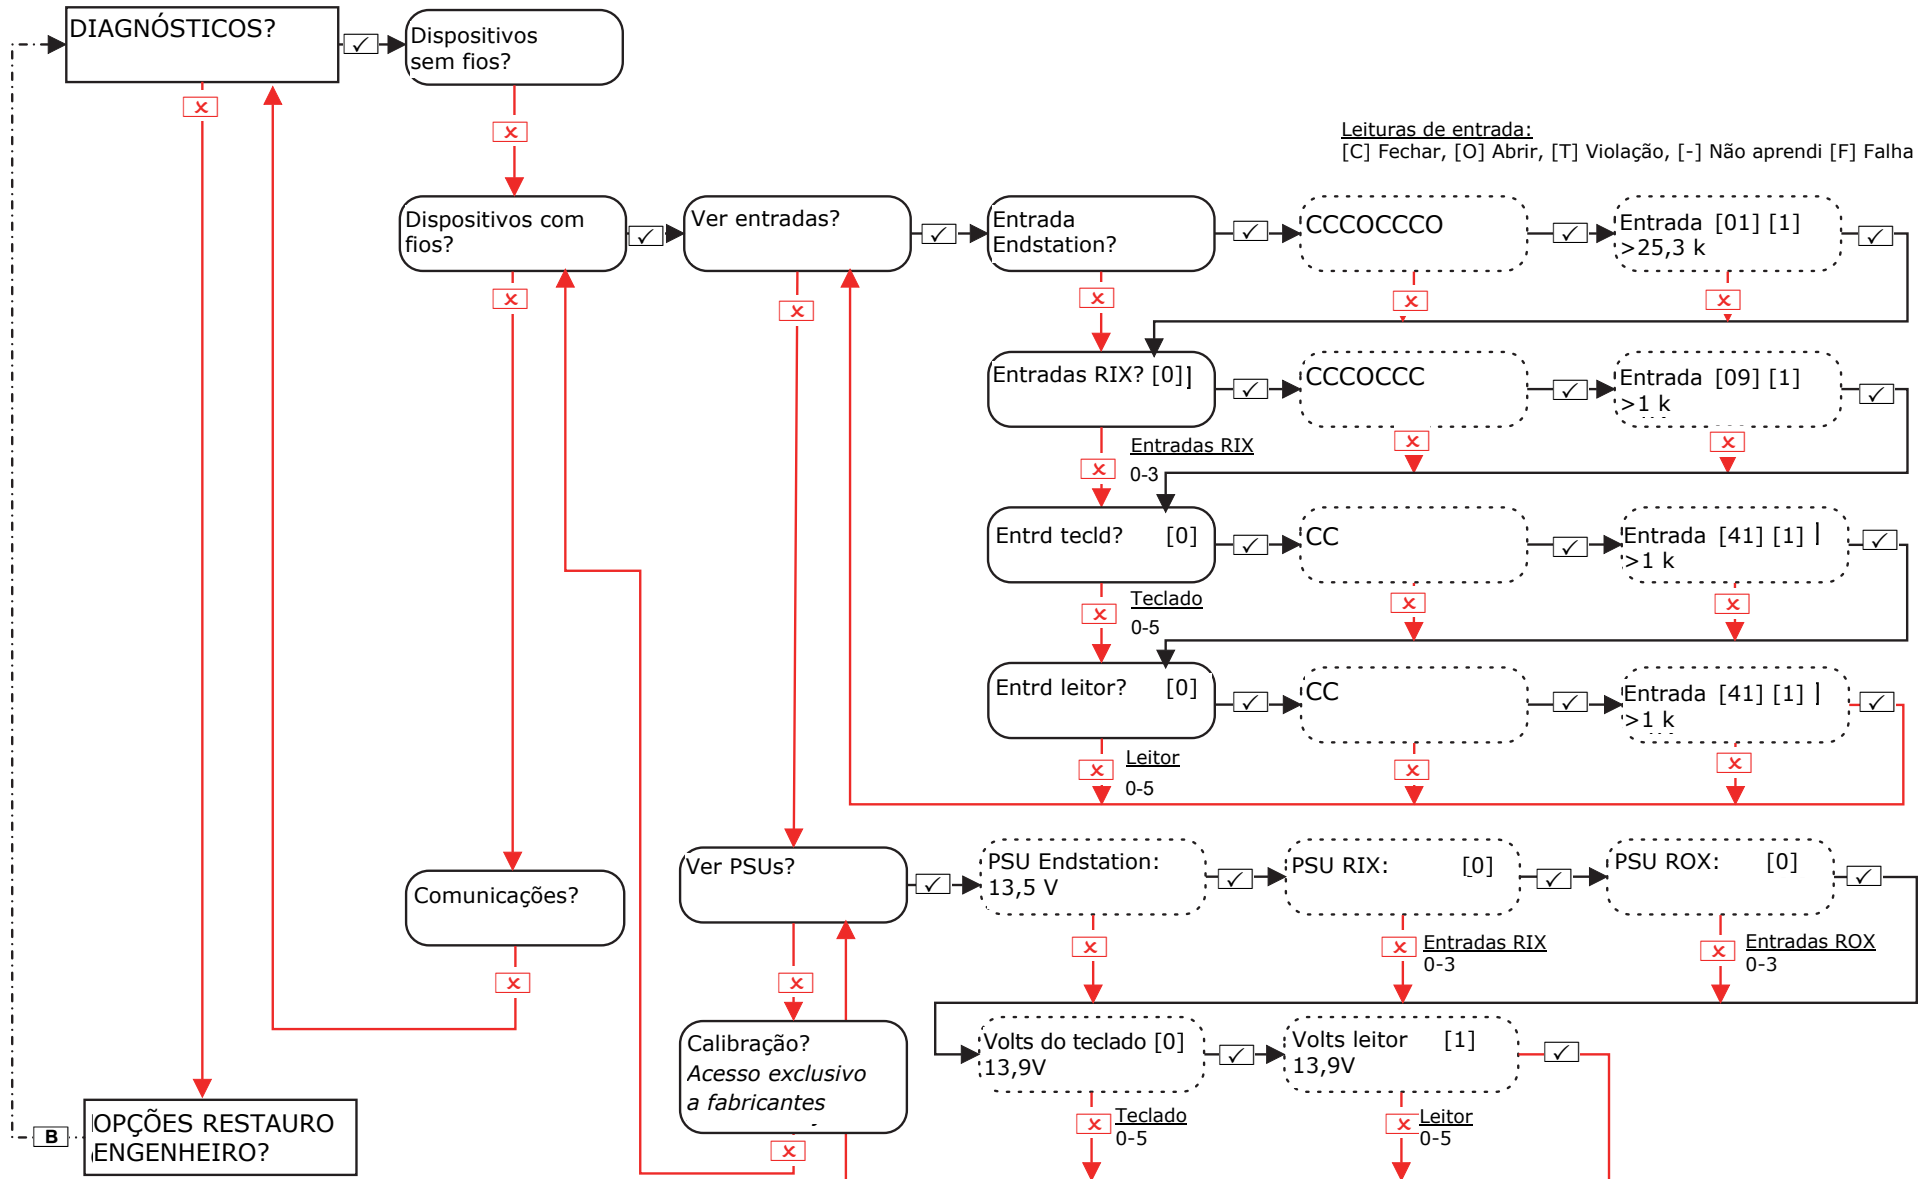 DIAGNÓSTICOS?
Dispositivos
sem fios?
Leituras de entrada:
[C] Fechar, [O] Abrir, [T] Violação, [-] Não aprendi [F] Falha
Dispositivos com
fios?
Ver entradas?
Entrada
Endstation?
CCCOCCCO
Entrada [01] [1]
>25,3 k
Entradas RIX? [0]
CCCOCCC
Entrada [09] [1]
>1 k
Entradas RIX
0-3
Entrd tecld? [0]
CC
Entrada [41] [1]
>1 k
Teclado
0-5
Entrd leitor? [0]
CC
Entrada [41] [1]
>1 k
Leitor
0-5
Comunicações?
Ver PSUs?
PSU Endstation:
13,5 V
PSU RIX: [0]
PSU ROX: [0]
Entradas RIX
0-3
Entradas ROX
0-3
Calibração?
Acesso exclusivo
a fabricantes
Volts do teclado [0]
13,9V
Volts leitor [1]
13,9V
Teclado
0-5
Leitor
0-5
B
OPÇÕES RESTAURO
ENGENHEIRO?